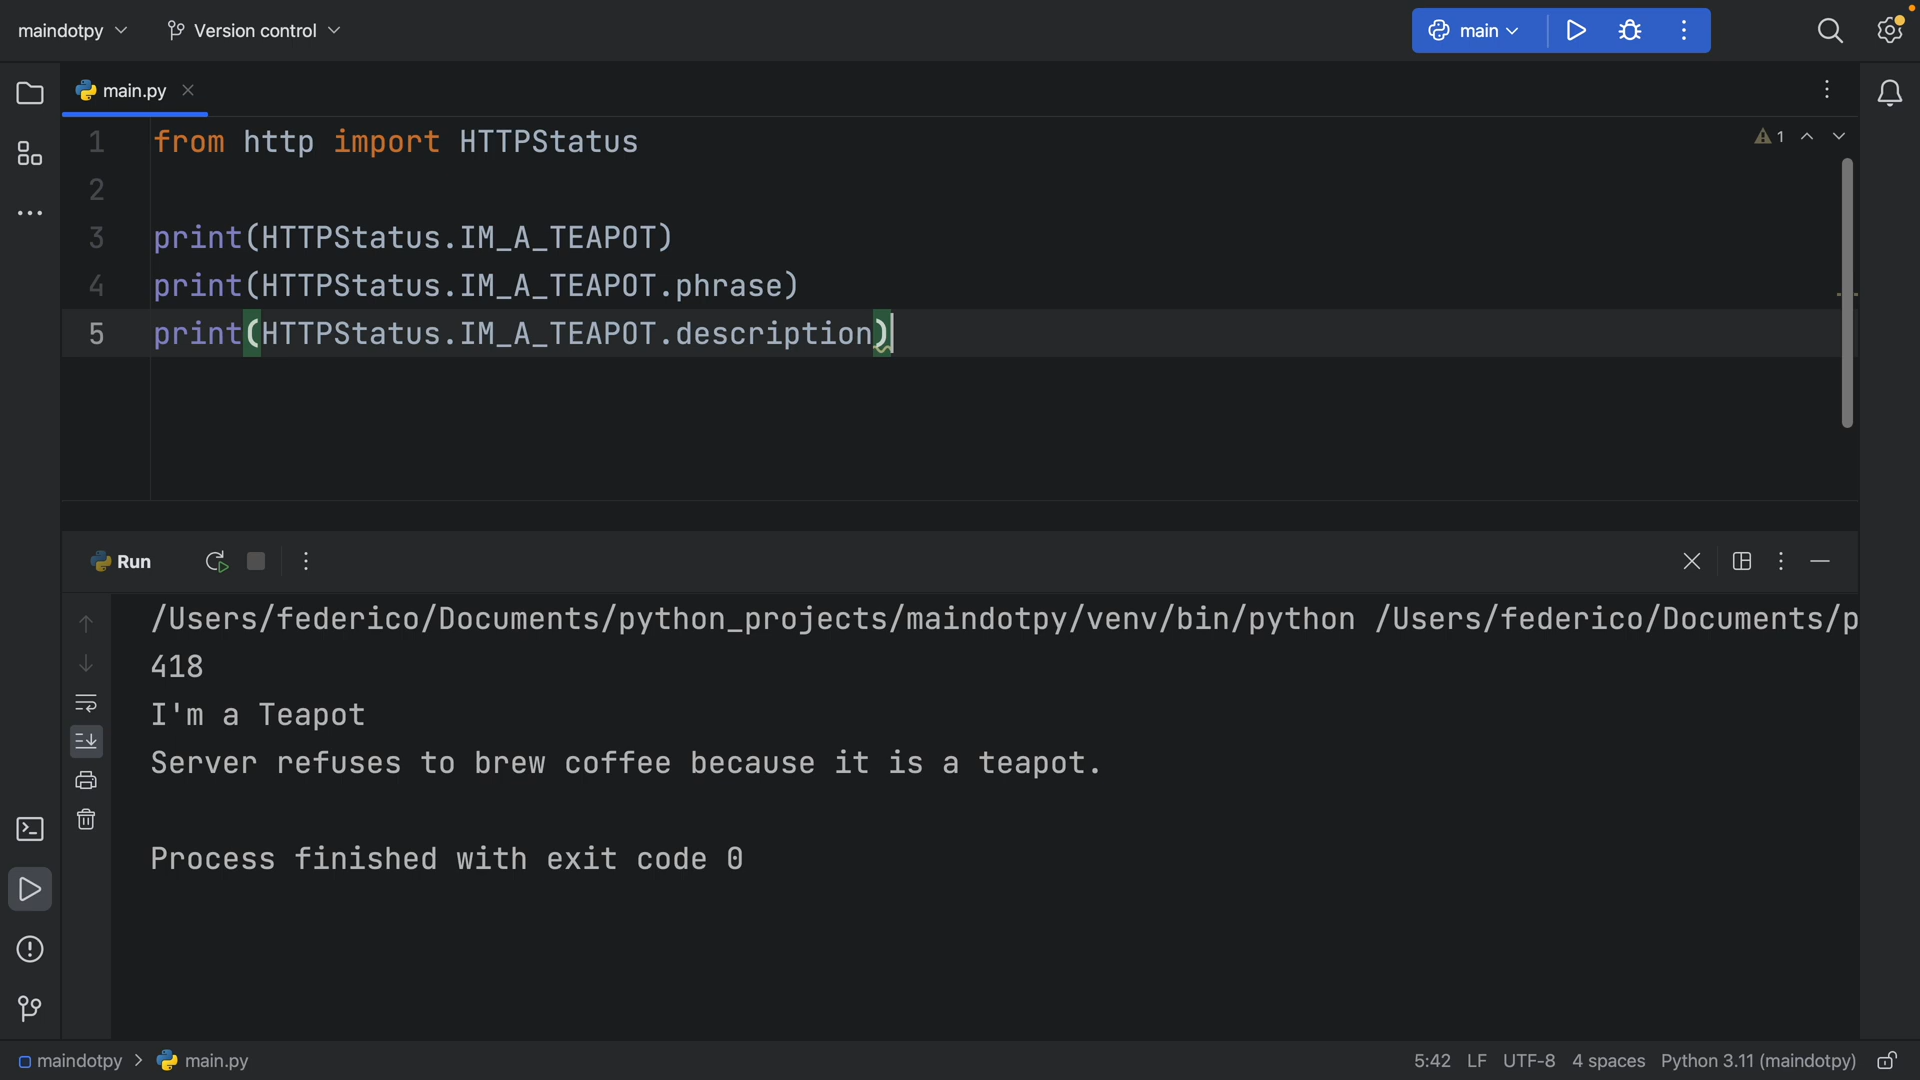 maindotpy Version control main
main.py
1 from http import HTTPStatus 1
2
3 print(HTTPStatus.IM_A_TEAPOT)
4 print(HTTPStatus.IM_A_TEAPOT.phrase)
5 print(HTTPStatus.IM_A_TEAPOT.description)
Run
/Users/federico/Documents/python_projects/maindotpy/venv/bin/python /Users/federico/Documents/p
418
I'm a Teapot
Server refuses to brew coffee because it is a teapot.
Process finished with exit code 0
maindotpy > main.py 5:42 LF UTF-8 4 spaces Python 3.11 (maindotpy)